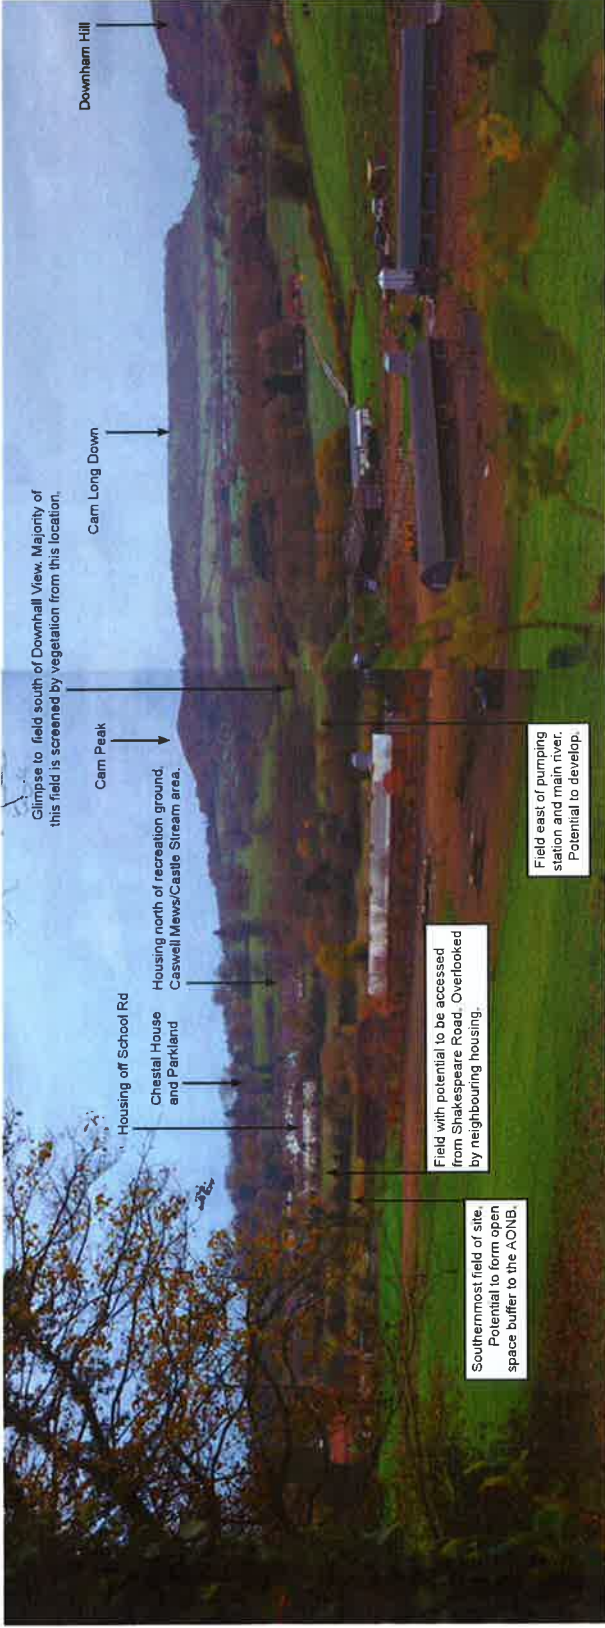 Glimpse to field south of Downhall View. Majority of
this field is screened by vegetation from this location.
Downham Hill
Cam Long Down
Cam Peak
Housing north of recreation ground,
Caswell Mews/Castle Stream area.
Chestal House
and Parkland
Housing off School Rd
Southernmost field of site.
Potential to form open
space buffer to the AONB.
Field with potential to be accessed
from Shakespeare Road. Overlooked
by neighbouring housing.
Field east of pumping
station and main river.
Potential to develop.